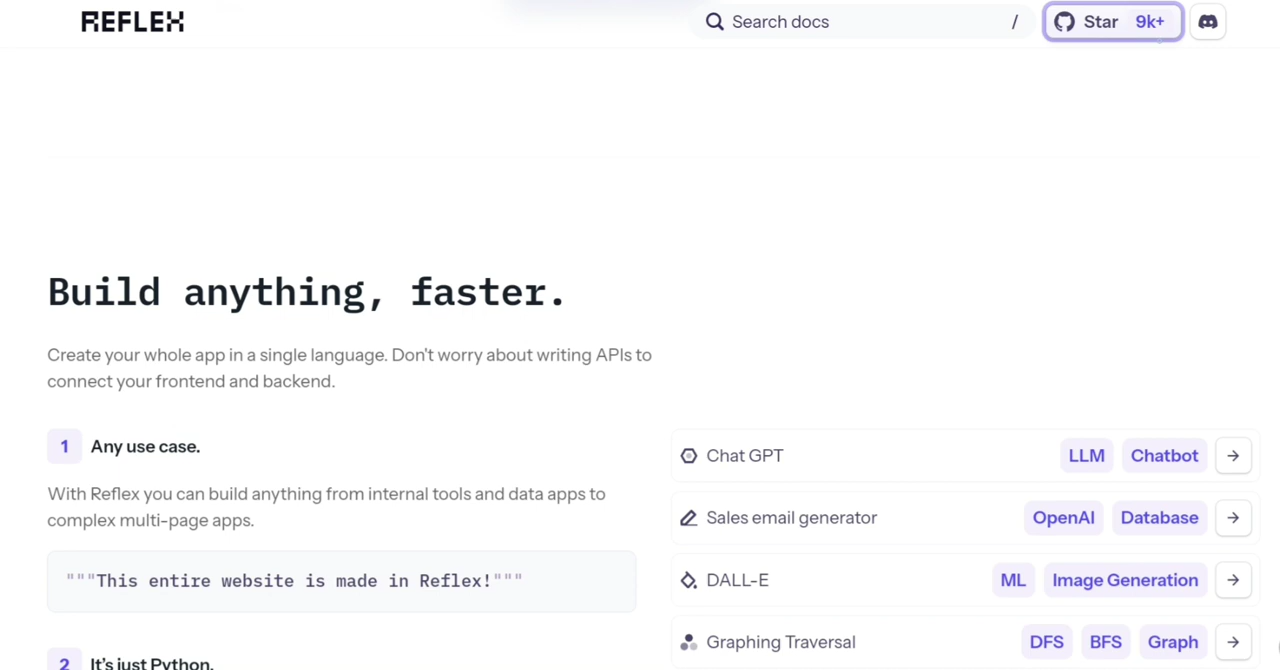 REFLEX
Search docs /
Star 9k+
Build anything, faster.
Create your whole app in a single language. Don't worry about writing APIs to
connect your frontend and backend.
1 Any use case.
With Reflex you can build anything from internal tools and data apps to
complex multi-page apps.
"""This entire website is made in Reflex!"""
2 It's just Python.
Chat GPT LLM Chatbot →
Sales email generator OpenAI Database →
DALL-E ML Image Generation →
Graphing Traversal DFS BFS Graph →